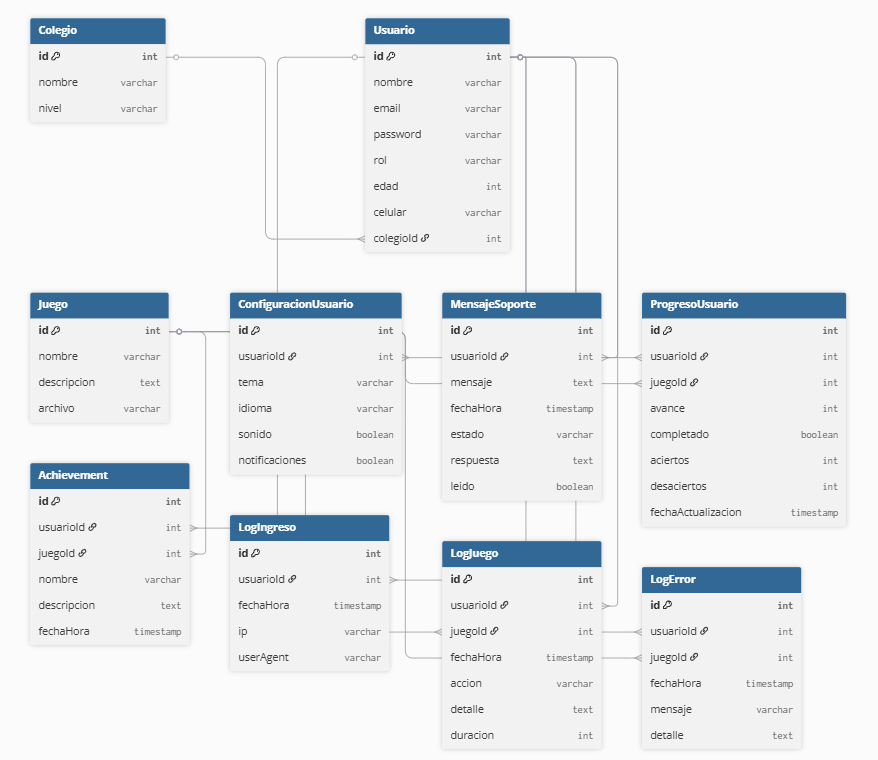 Colegio
id int
nombre varchar
nivel varchar
Usuario
id int
nombre varchar
email varchar
password varchar
rol varchar
edad int
celular varchar
colegioId int
Juego
id int
nombre varchar
descripcion text
archivo varchar
ConfiguracionUsuario
id int
usuarioId int
tema varchar
idioma varchar
sonido boolean
notificaciones boolean
MensajeSoporte
id int
usuarioId int
mensaje text
fechaHora timestamp
estado varchar
respuesta text
leido boolean
ProgresoUsuario
id int
usuarioId int
juegoId int
avance int
completado boolean
aciertos int
desaciertos int
fechaActualizacion timestamp
Achievement
id int
usuarioId int
juegoId int
nombre varchar
descripcion text
fechaHora timestamp
LogIngreso
id int
usuarioId int
fechaHora timestamp
ip varchar
userAgent varchar
LogJuego
id int
usuarioId int
juegoId int
fechaHora timestamp
accion varchar
detalle text
duracion int
LogError
id int
usuarioId int
juegoId int
fechaHora timestamp
mensaje varchar
detalle text